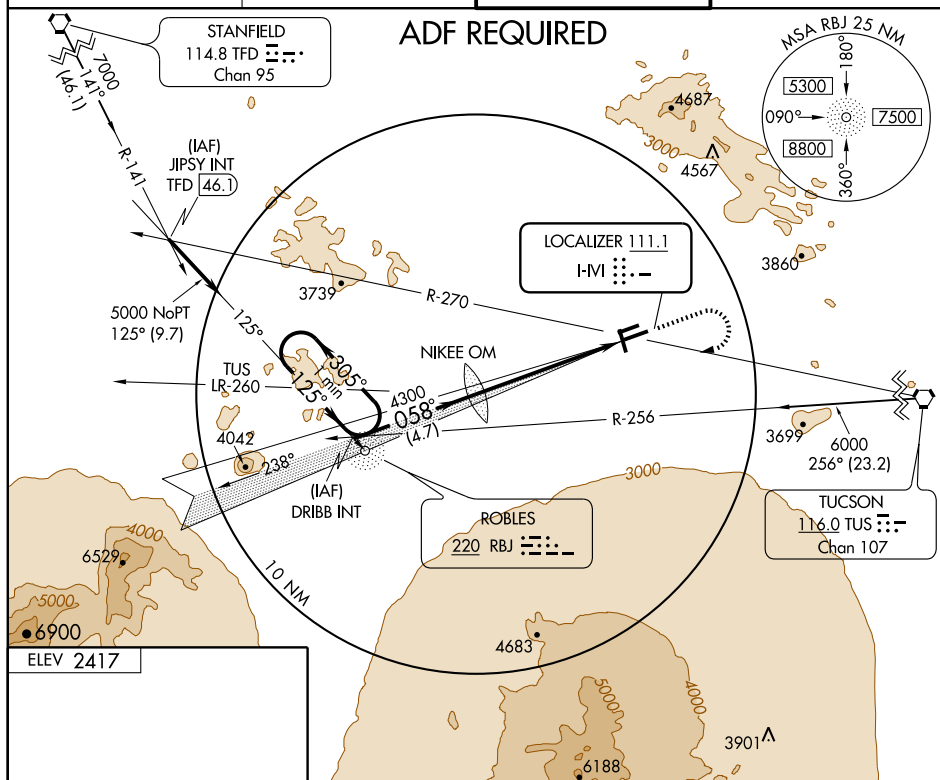 ADF REQUIRED
STANFIELD
114.8 TFD
Chan 95
7000
141°
(46.1)
R-141
(IAF)
JIPSY INT
TFD 46.1
MSA RBJ 25 NM
180°
5300
090°
7500
8800
360°
4687
3000
4567
3860
LOCALIZER 111.1
I-IVI
3739
R-270
5000 NoPT
125° (9.7)
125°
NIKEE OM
TUS
LR-260
305°
1 min
125°
4300
058°
(4.7)
R-256
4042
238°
3699
6000
256° (23.2)
(IAF)
DRIBB INT
3000
ROBLES
220 RBJ
TUCSON
116.0 TUS
Chan 107
4000
6529
10 NM
5000
6900
4683
ELEV 2417
5000
4000
3901
6188